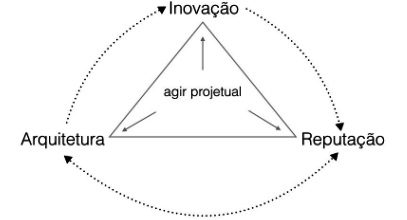 Inovação
agir projetual
Arquitetura
Reputação